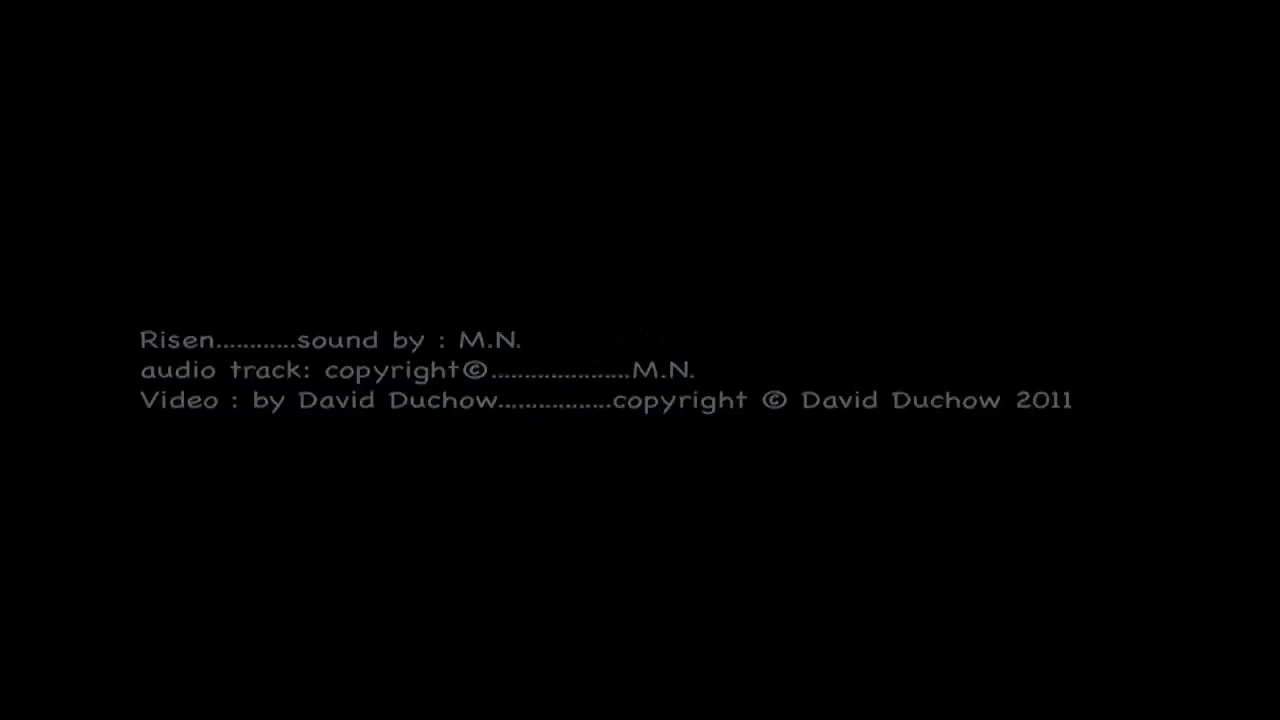 Risen............sound by : M.N.
audio track: copyright©.....................M.N.
Video : by David Duchow.................copyright © David Duchow 2011